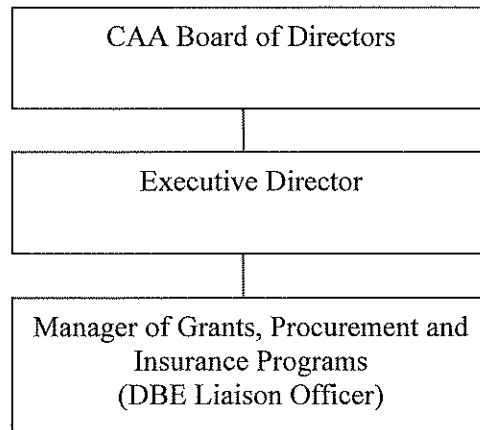 CAA Board of Directors
Executive Director
Manager of Grants, Procurement and
Insurance Programs
(DBE Liaison Officer)